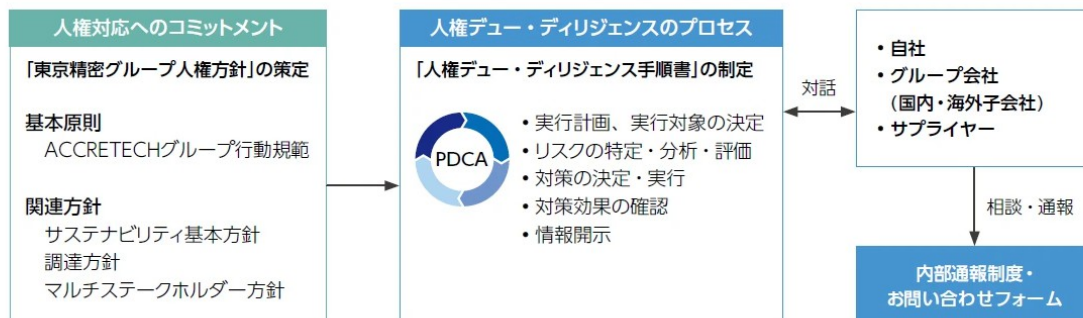 人権対応へのコミットメント
「東京精密グループ人権方針」の策定
基本原則
ACCRETECHグループ行動規範
関連方針
サステナビリティ基本方針
調達方針
マルチステークホルダー方針
人権デュー・ディリジェンスのプロセス
「人権デュー・ディリジェンス手順書」の制定
PDCA
• 実行計画、実行対象の決定
• リスクの特定・分析・評価
• 対策の決定・実行
• 対策効果の確認
• 情報開示
対話
• 自社
• グループ会社
（国内・海外子会社）
• サプライヤー
相談・通報
内部通報制度・
お問い合わせフォーム